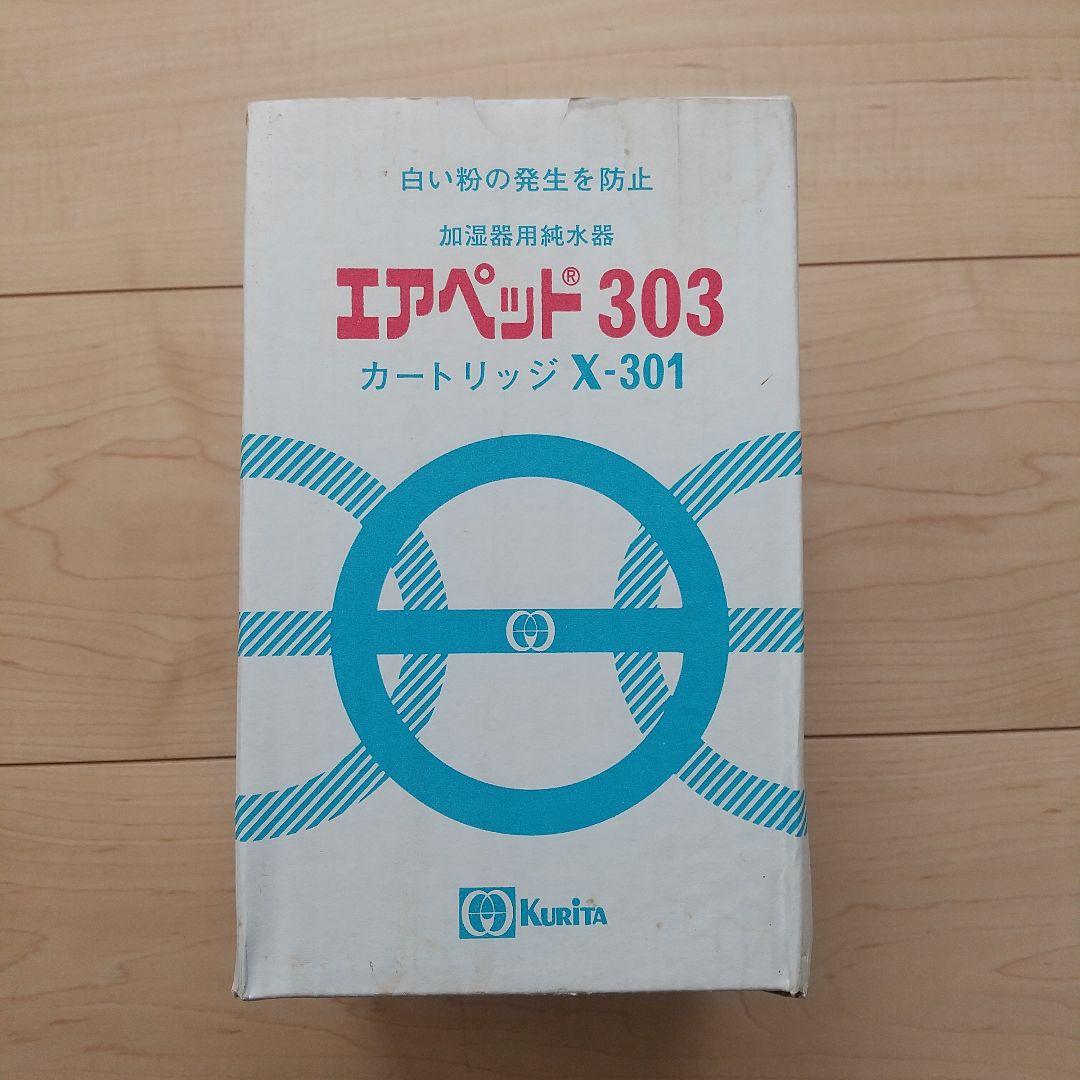 白い粉の発生を防止
加湿器用純水器
エアペット® 303
カートリッジ X-301
KURiTA